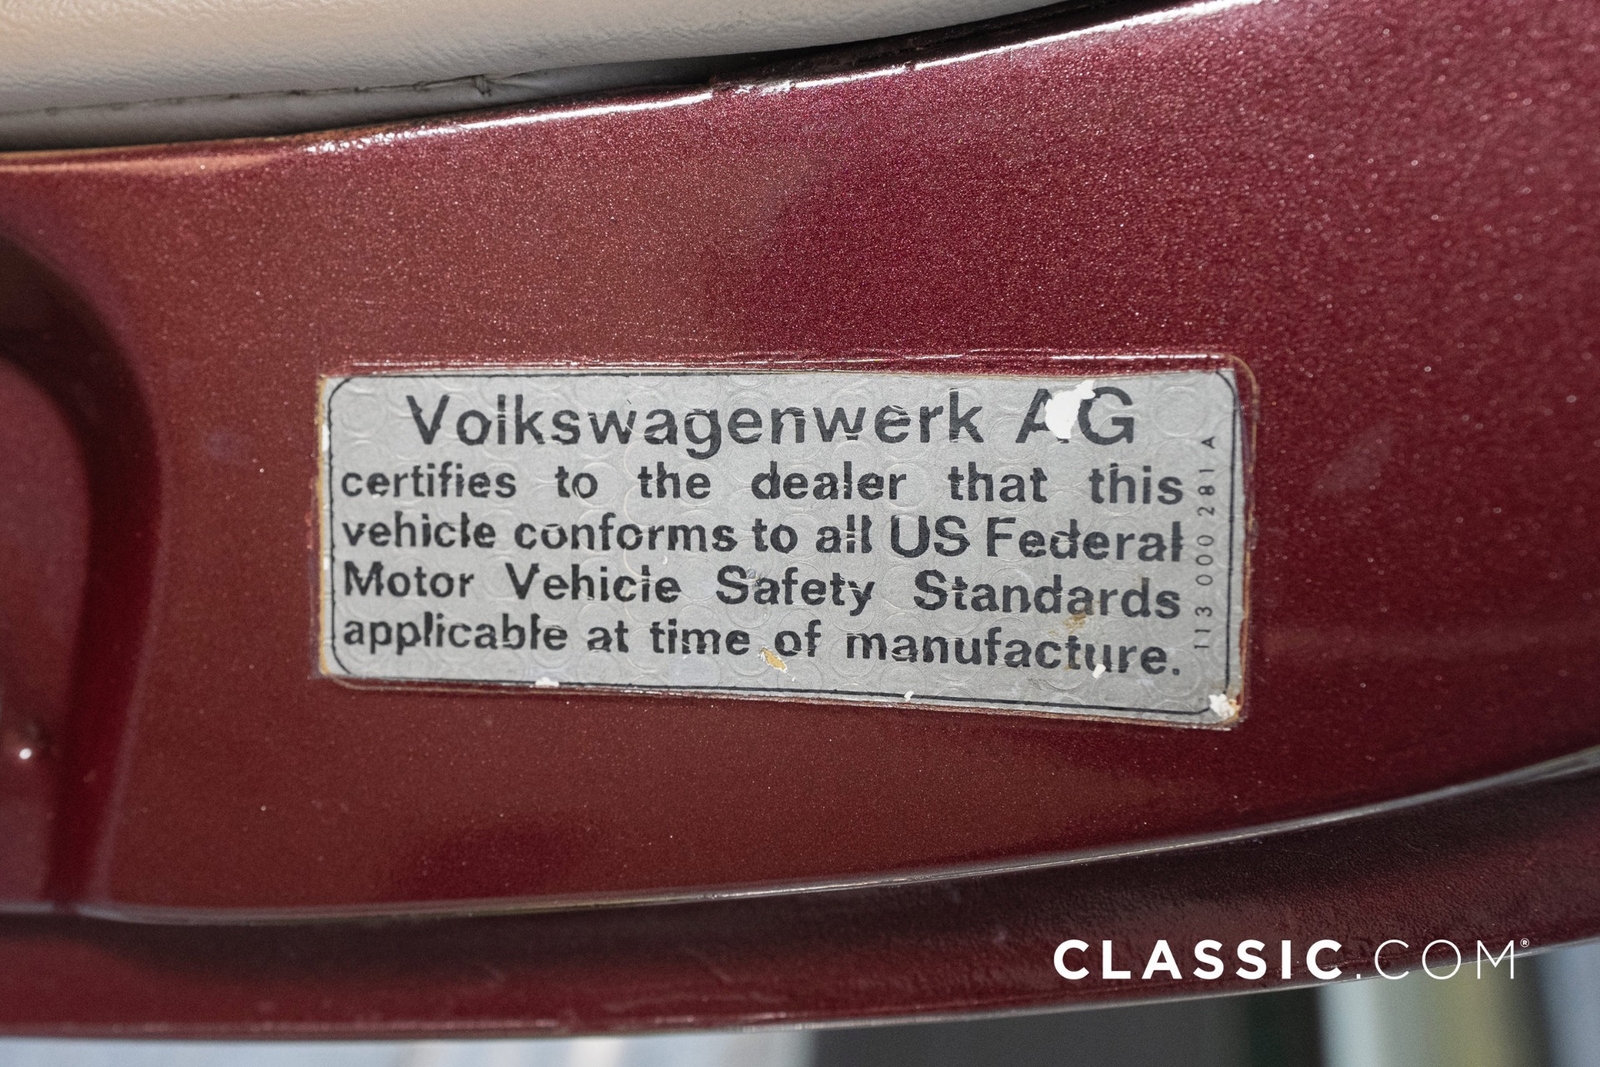 Volkswagenwerk AG
certifies to the dealer that this
vehicle conforms to all US Federal
Motor Vehicle Safety Standards
applicable at time of manufacture.
113 000 281 A
CLASSIC.COM®